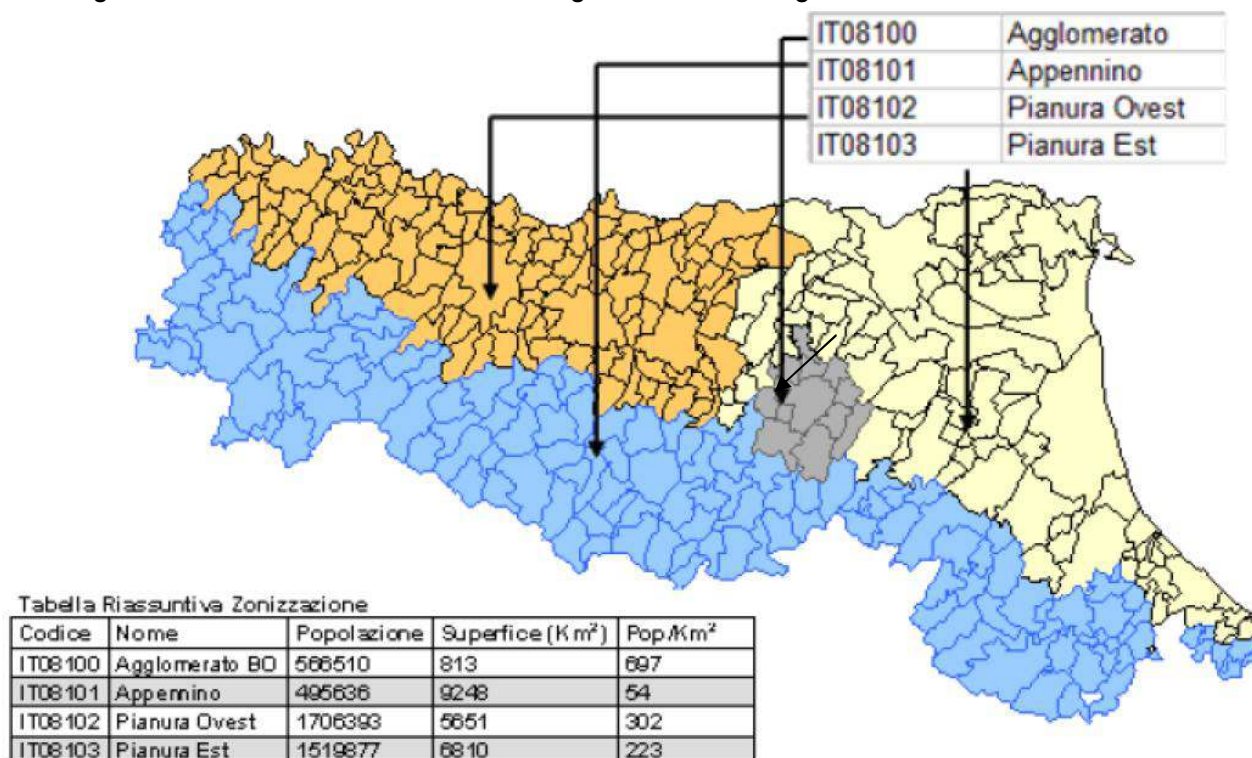 IT08100 Agglomerato
IT08101 Appennino
IT08102 Pianura Ovest
IT08103 Pianura Est
Tabella Riassuntiva Zonizzazione
Codice Nome Popolazione Superfice (Km²) Pop/Km²
IT08100 Agglomerato BO 566510 813 697
IT08101 Appennino 495636 9248 54
IT08102 Pianura Ovest 1706393 5651 302
IT08103 Pianura Est 1519877 6810 223